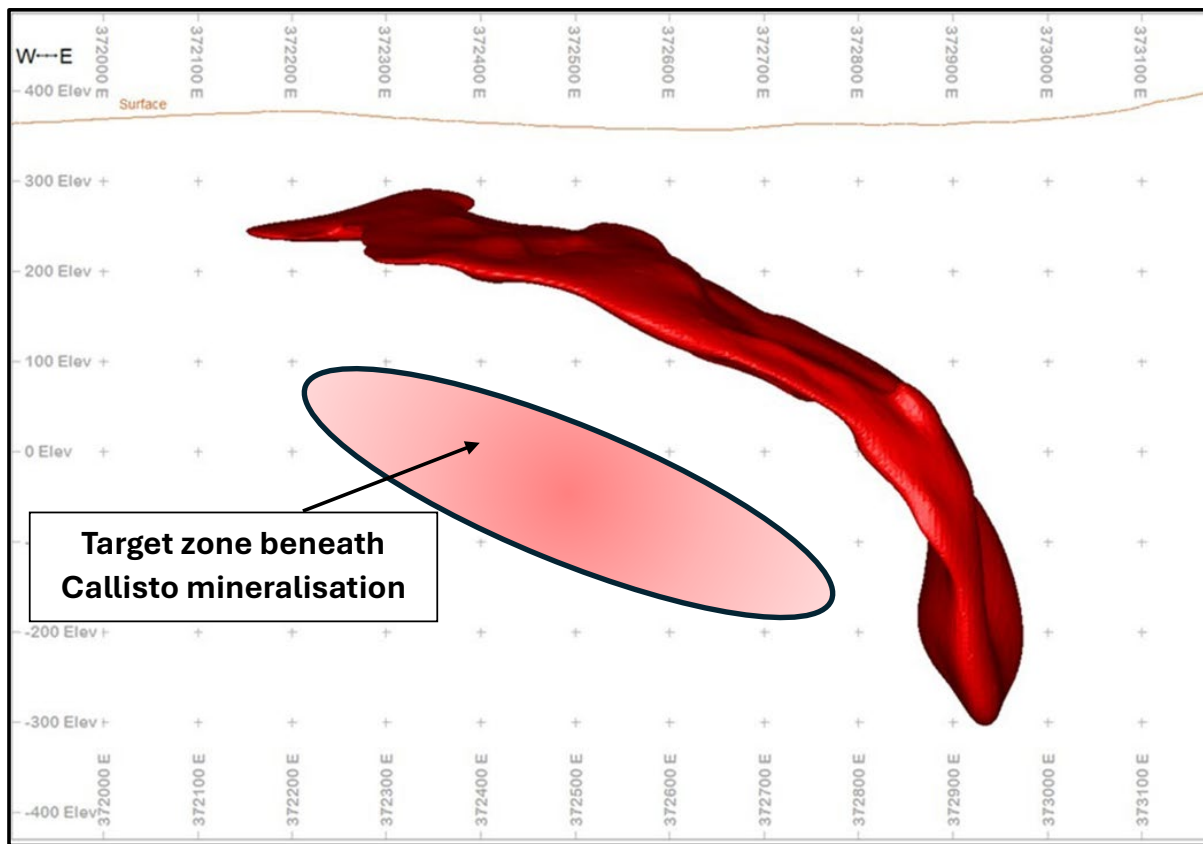 372000 E
372100 E
372200 E
372300 E
372400 E
372500 E
372600 E
372700 E
372800 E
372900 E
373000 E
373100 E
W
E
400 Elev
Surface
300 Elev
200 Elev
100 Elev
0 Elev
Target zone beneath
Callisto mineralisation
-200 Elev
-300 Elev
-400 Elev
372000 E
372100 E
372200 E
372300 E
372400 E
372500 E
372600 E
372700 E
372800 E
372900 E
373000 E
373100 E